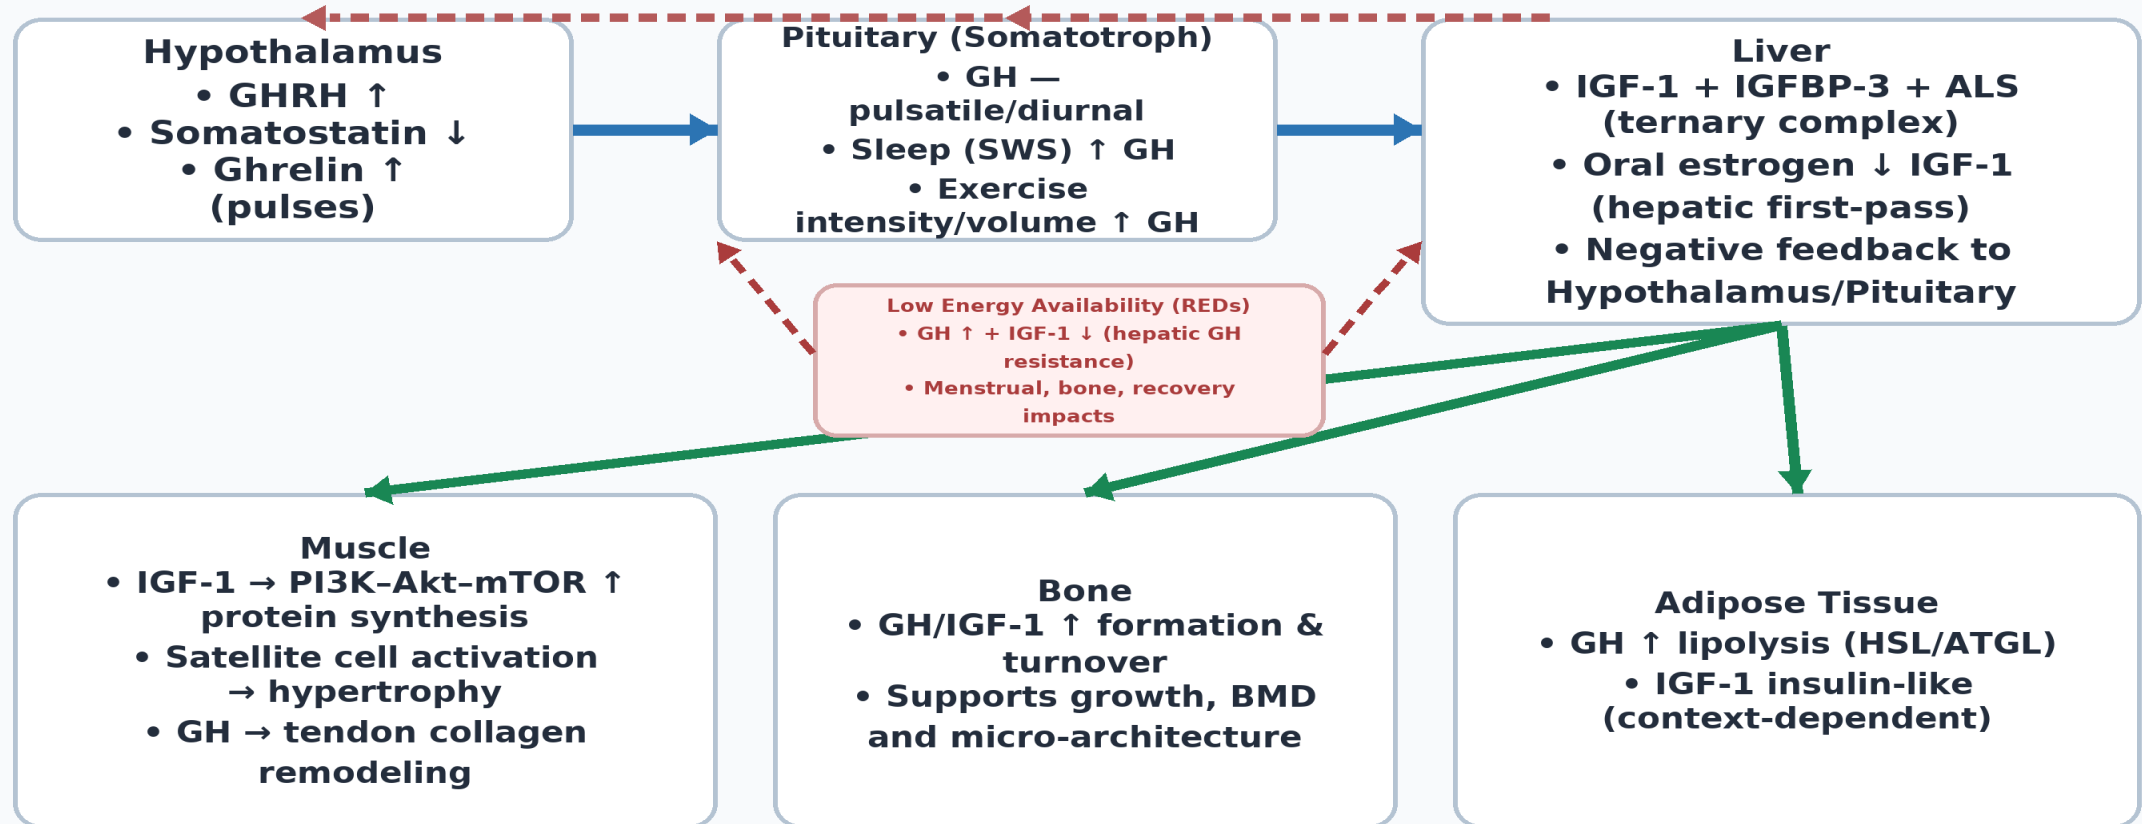 Hypothalamus
• GHRH ↑
• Somatostatin ↓
• Ghrelin ↑
(pulses)
Pituitary (Somatotroph)
• GH —
pulsatile/diurnal
• Sleep (SWS) ↑ GH
• Exercise
intensity/volume ↑ GH
Liver
• IGF-1 + IGFBP-3 + ALS
(ternary complex)
• Oral estrogen ↓ IGF-1
(hepatic first-pass)
• Negative feedback to
Hypothalamus/Pituitary
Low Energy Availability (REDs)
• GH ↑ + IGF-1 ↓ (hepatic GH
resistance)
• Menstrual, bone, recovery
impacts
Muscle
• IGF-1 → PI3K–Akt–mTOR ↑
protein synthesis
• Satellite cell activation
→ hypertrophy
• GH → tendon collagen
remodeling
Bone
• GH/IGF-1 ↑ formation &
turnover
• Supports growth, BMD
and micro-architecture
Adipose Tissue
• GH ↑ lipolysis (HSL/ATGL)
• IGF-1 insulin-like
(context-dependent)